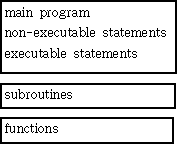 main program
non-executable statements
executable statements
subroutines
functions